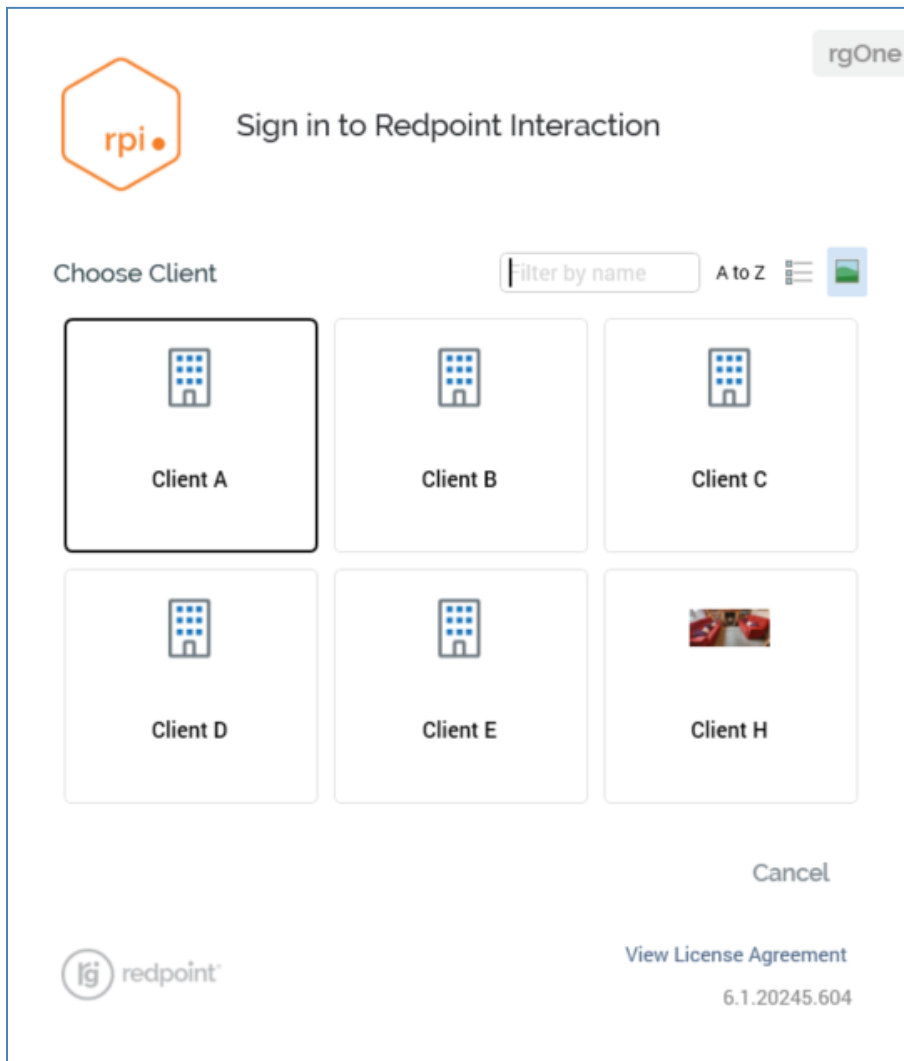 rgOne
rpi
Sign in to Redpoint Interaction
Choose Client
Filter by name
A to Z
Client A
Client B
Client C
Client D
Client E
Client H
Cancel
View License Agreement
rg redpoint
6.1.20245.604